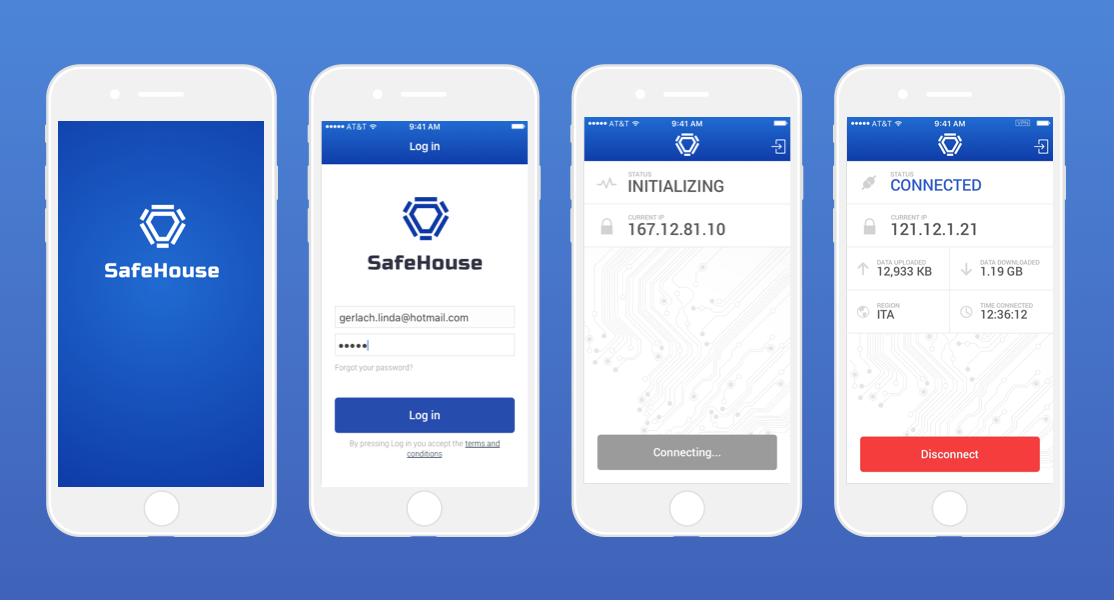 SafeHouse
AT&T 9:41 AM
Log in
SafeHouse
gerlach.linda@hotmail.com
Forgot your password?
Log in
By pressing Log in you accept the terms and
conditions
AT&T 9:41 AM
STATUS
INITIALIZING
CURRENT IP
167.12.81.10
Connecting...
AT&T 9:41 AM VPN
STATUS
CONNECTED
CURRENT IP
121.12.1.21
DATA UPLOADED
12,933 KB
DATA DOWNLOADED
1.19 GB
REGION
ITA
TIME CONNECTED
12:36:12
Disconnect